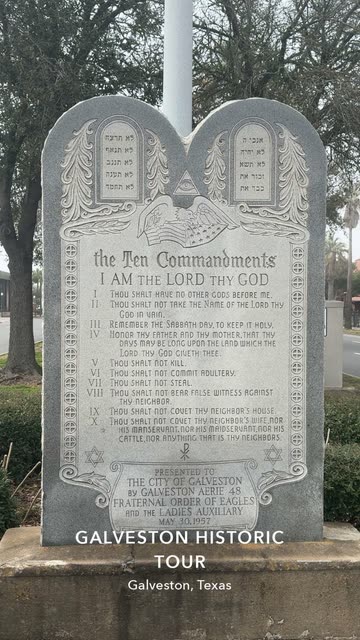 לא תרצח
לא תנאף
לא תגנב
לא תענה
לא תחמד
אנכי ה
לא יהיה
לא תשא
זכור את
כבד את
the Ten Commandments
I AM THE LORD THY GOD
I THOU SHALT HAVE NO OTHER GODS BEFORE ME.
II THOU SHALT NOT TAKE THE NAME OF THE LORD THY
GOD IN VAIN.
III REMEMBER THE SABBATH DAY, TO KEEP IT HOLY.
IV HONOR THY FATHER AND THY MOTHER, THAT THY
DAYS MAY BE LONG UPON THE LAND WHICH THE
LORD THY GOD GIVETH THEE.
V THOU SHALT NOT KILL.
VI THOU SHALT NOT COMMIT ADULTERY.
VII THOU SHALT NOT STEAL.
VIII THOU SHALT NOT BEAR FALSE WITNESS AGAINST
THY NEIGHBOR.
IX THOU SHALT NOT COVET THY NEIGHBOR'S HOUSE.
X THOU SHALT NOT COVET THY NEIGHBOR'S WIFE, NOR
HIS MANSERVANT, NOR HIS MAIDSERVANT, NOR HIS
CATTLE, NOR ANYTHING THAT IS THY NEIGHBORS.
PRESENTED TO
THE CITY OF GALVESTON
BY GALVESTON AERIE 48
FRATERNAL ORDER OF EAGLES
AND THE LADIES AUXILIARY
MAY 30, 1957
GALVESTON HISTORIC
TOUR
Galveston, Texas